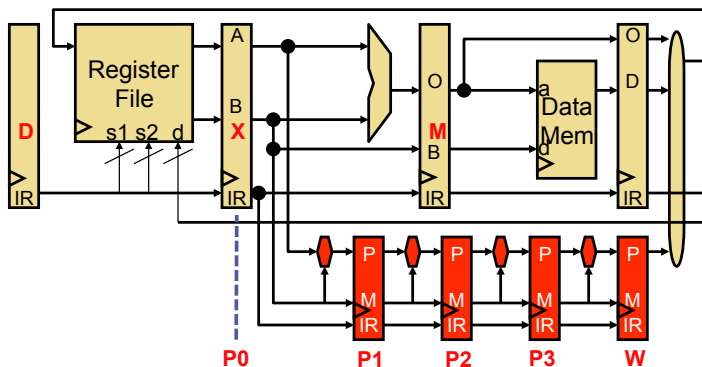 A O
Register File
B D
a
Data Mem
D s1 s2 d X M
B d
IR IR IR IR
P P P P
M M M M
IR IR IR IR
P0 P1 P2 P3 W